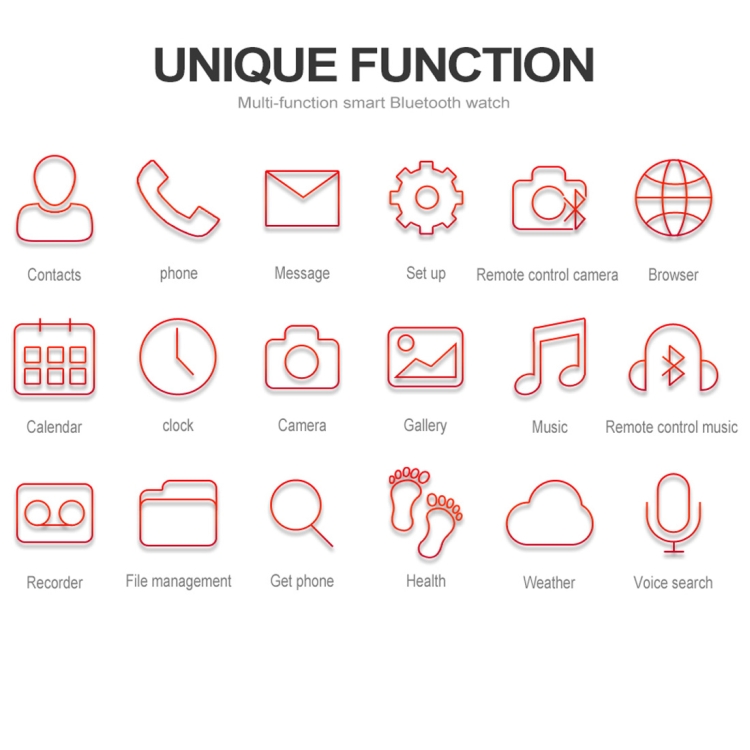 UNIQUE FUNCTION
Multi-function smart Bluetooth watch
Contacts
phone
Message
Set up
Remote control camera
Browser
Calendar
clock
Camera
Gallery
Music
Remote control music
Recorder
File management
Get phone
Health
Weather
Voice search